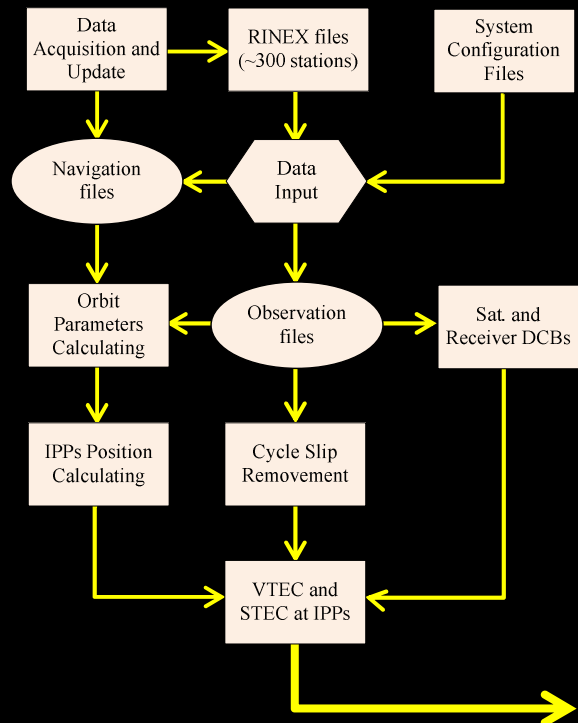 Data
Acquisition and
Update
RINEX files
(~300 stations)
System
Configuration
Files
Navigation
files
Data
Input
Orbit
Parameters
Calculating
Observation
files
Sat. and
Receiver DCBs
IPPs Position
Calculating
Cycle Slip
Removement
VTEC and
STEC at IPPs